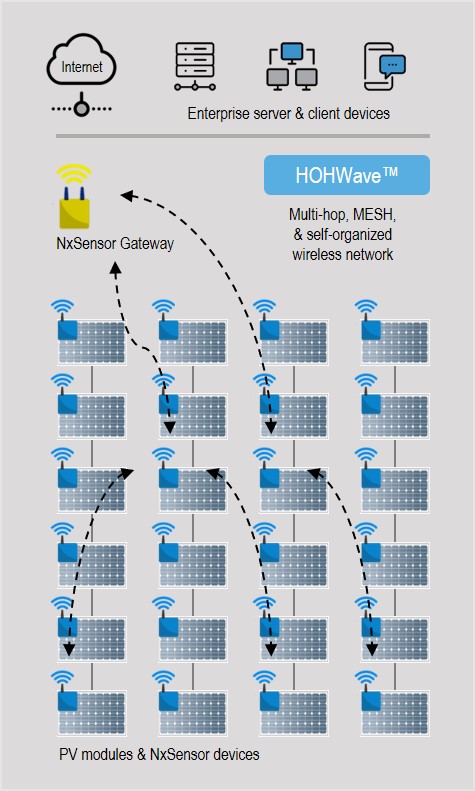 Internet
Enterprise server & client devices
HOHWave™
Multi-hop, MESH,
& self-organized
wireless network
NxSensor Gateway
PV modules & NxSensor devices